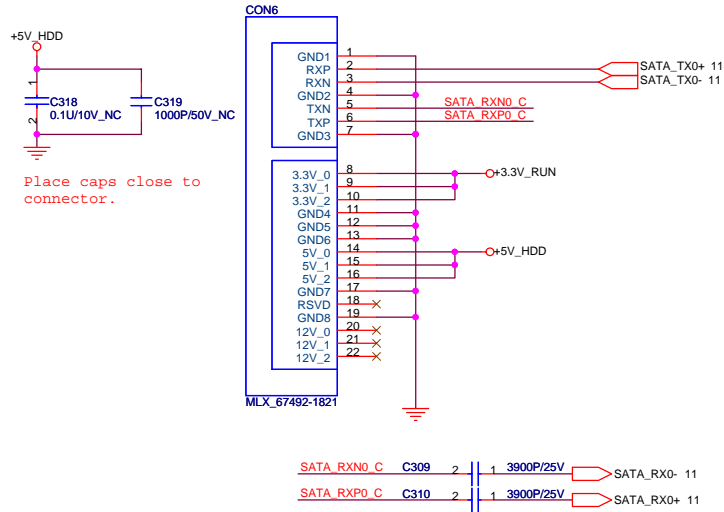 CON6
+5V_HDD
1
C318
0.1U/10V_NC
2
C319
1000P/50V_NC
Place caps close to
connector.
GND1 1
RXP 2 SATA_TX0+ 11
RXN 3 SATA_TX0- 11
GND2 4
TXN 5 SATA_RXN0_C
TXP 6 SATA_RXP0_C
GND3 7
3.3V_0 8 +3.3V_RUN
3.3V_1 9
3.3V_2 10
GND4 11
GND5 12
GND6 13
5V_0 14 +5V_HDD
5V_1 15
5V_2 16
GND7 17
RSVD 18
GND8 19
12V_0 20
12V_1 21
12V_2 22
MLX_67492-1821
SATA_RXN0_C C309 2 1 3900P/25V SATA_RX0- 11
SATA_RXP0_C C310 2 1 3900P/25V SATA_RX0+ 11